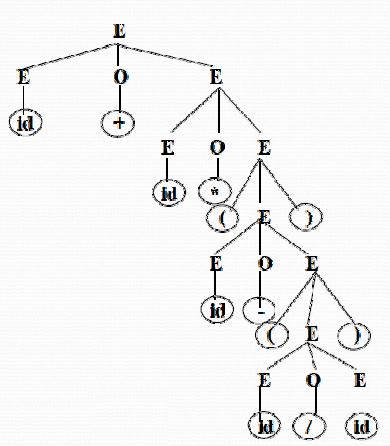 E
E O E
id +
E O E
id *
( E )
E O E
id -
( E )
E O E
id / id